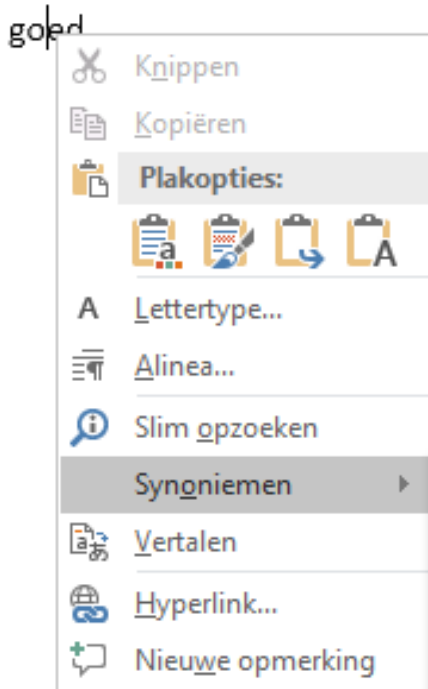 goed
Knippen
Kopiëren
Plakopties:
Lettertype...
Alinea...
Slim opzoeken
Synoniemen
Vertalen
Hyperlink...
Nieuwe opmerking